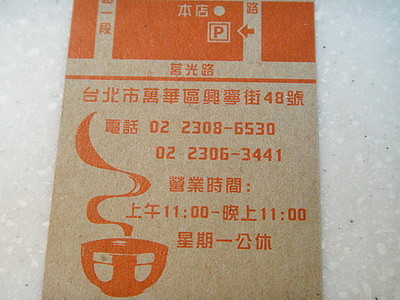 路一段
本店
路
P
莒光路
台北市萬華區興寧街48號
電話 02 2308-6530
02 2306-3441
營業時間:
上午11:00-晚上11:00
星期一公休